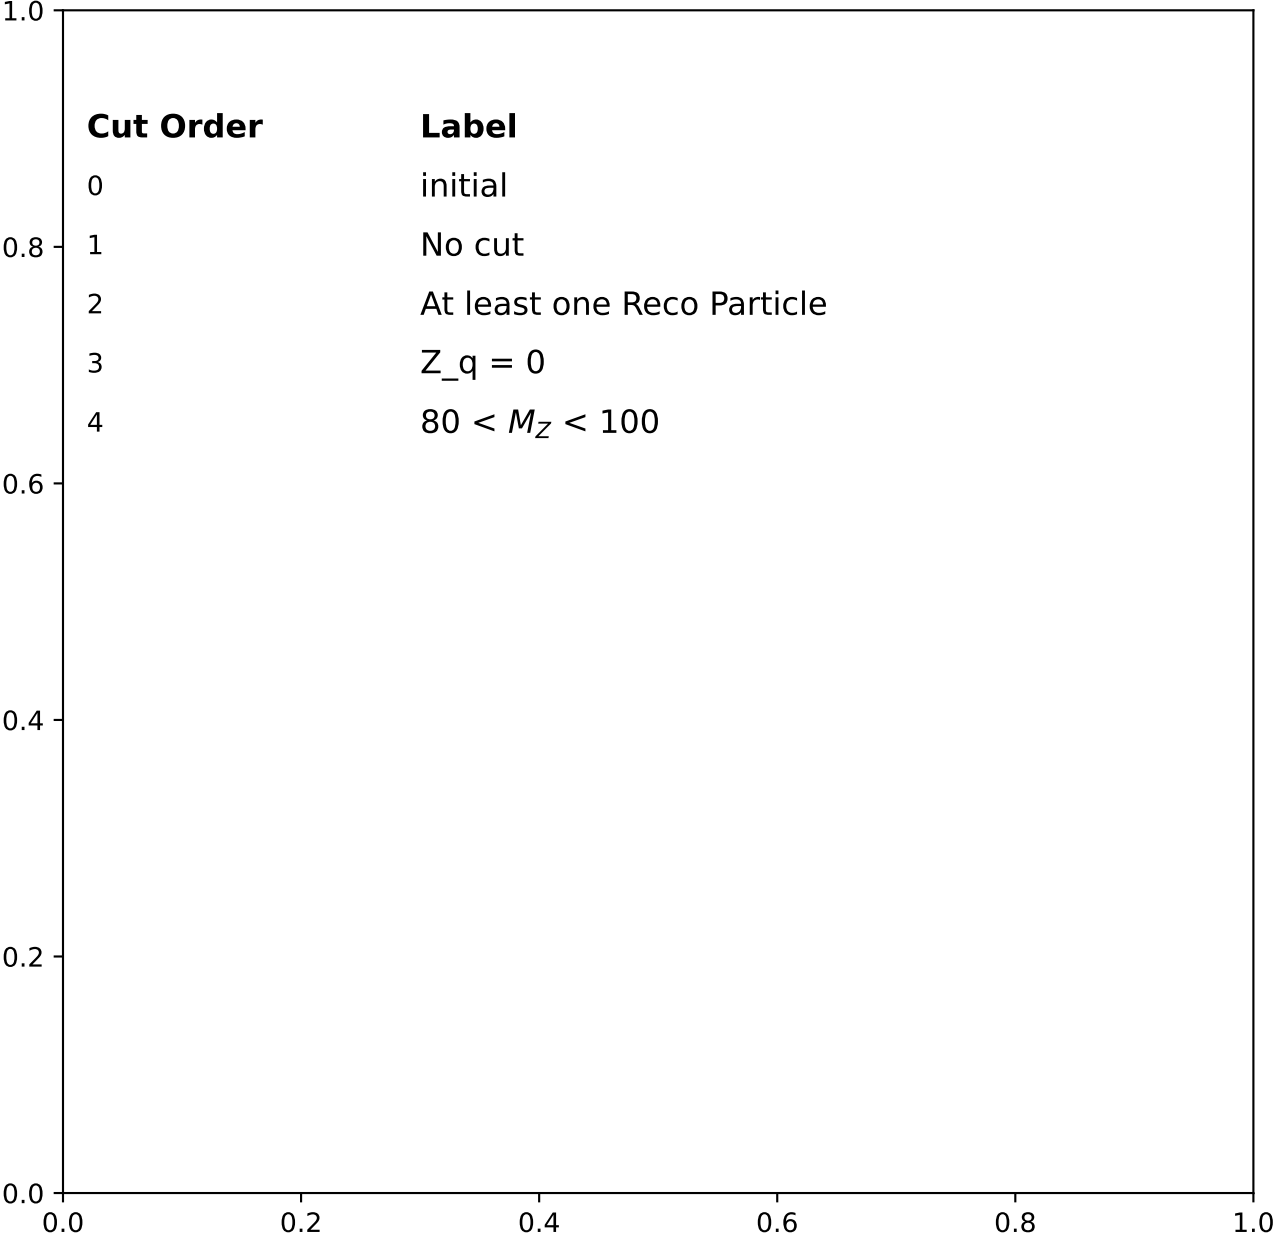 1.0
Cut Order Label
0 initial
1 No cut
0.8
2 At least one Reco Particle
3 Z_q = 0
4 80 < M_Z < 100
0.6
0.4
0.2
0.0
0.0 0.2 0.4 0.6 0.8 1.0